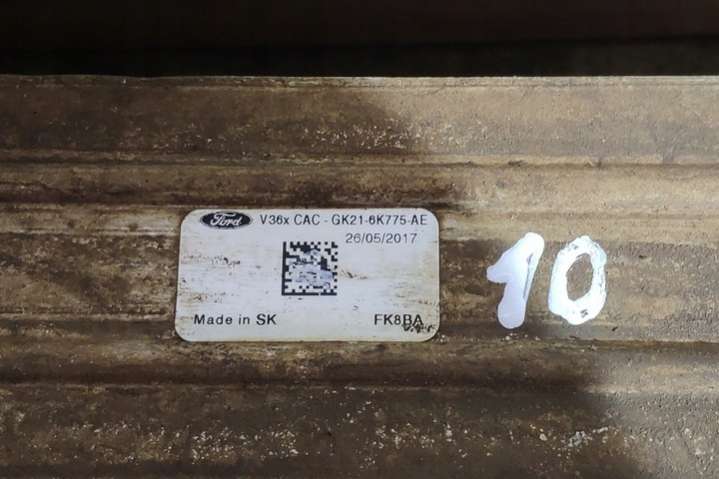 Ford V36x CAC - GK21-6K775-AE
26/05/2017
Made in SK FK8BA
10